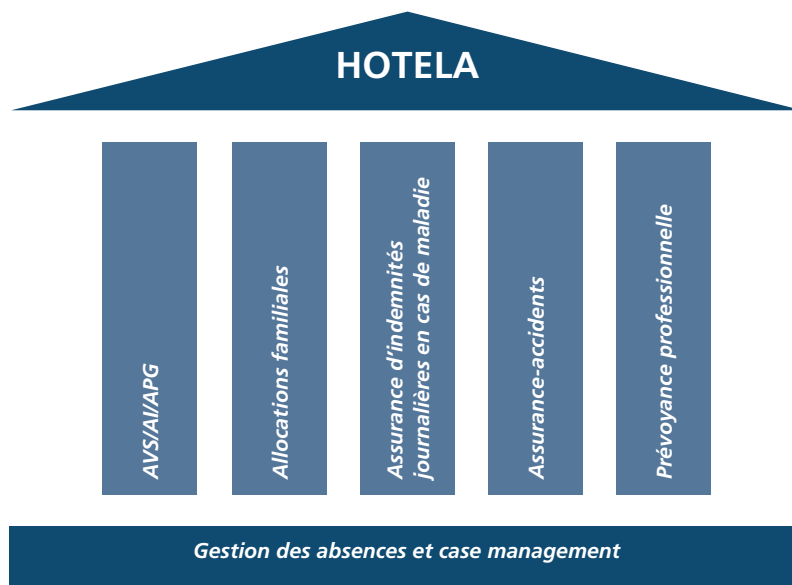 HOTELA
AVS/AI/APG
Allocations familiales
Assurance d’indemnités
journalières en cas de maladie
Assurance-accidents
Prévoyance professionnelle
Gestion des absences et case management